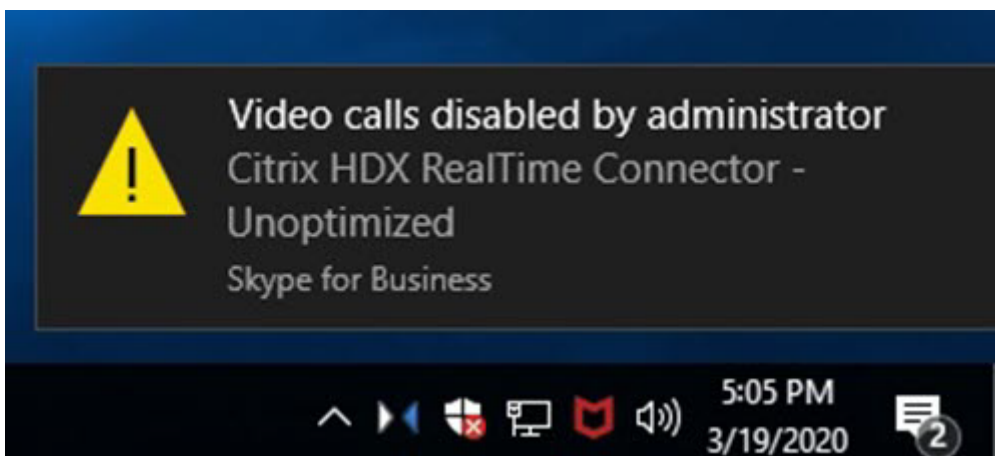 Video calls disabled by administrator
Citrix HDX RealTime Connector -
Unoptimized
Skype for Business
5:05 PM
3/19/2020
2